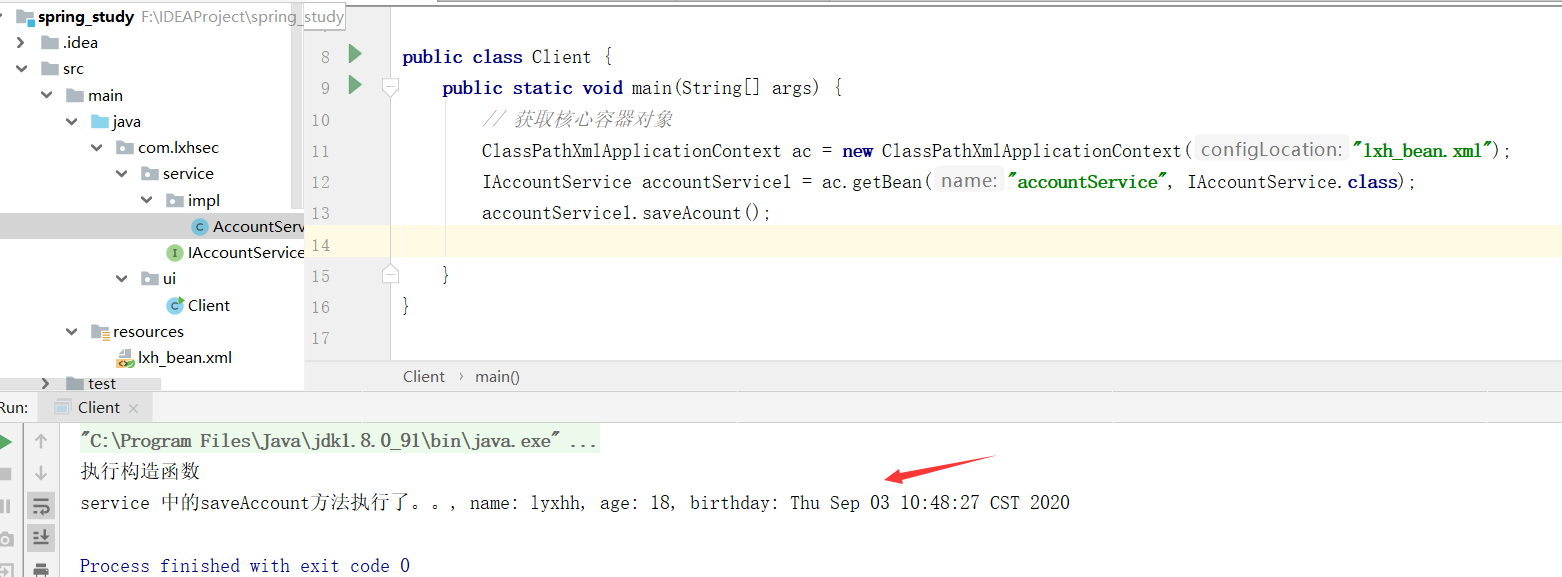 spring_study F:\IDEAProject\spring_study
.idea
src
main
java
com.lxhsec
service
impl
AccountServ
IAccountService
ui
Client
resources
lxh_bean.xml
test
8 public class Client {
9 public static void main(String[] args) {
10 // 获取核心容器对象
11 ClassPathXmlApplicationContext ac = new ClassPathXmlApplicationContext( configLocation: "lxh_bean.xml");
12 IAccountService accountService1 = ac.getBean( name: "accountService", IAccountService.class);
13 accountService1.saveAcount();
14
15 }
16 }
17
Client › main()
Run: Client ×
"C:\Program Files\Java\jdk1.8.0_91\bin\java.exe" ...
执行构造函数
service 中的saveAccount方法执行了。。, name: lyxhh, age: 18, birthday: Thu Sep 03 10:48:27 CST 2020
Process finished with exit code 0